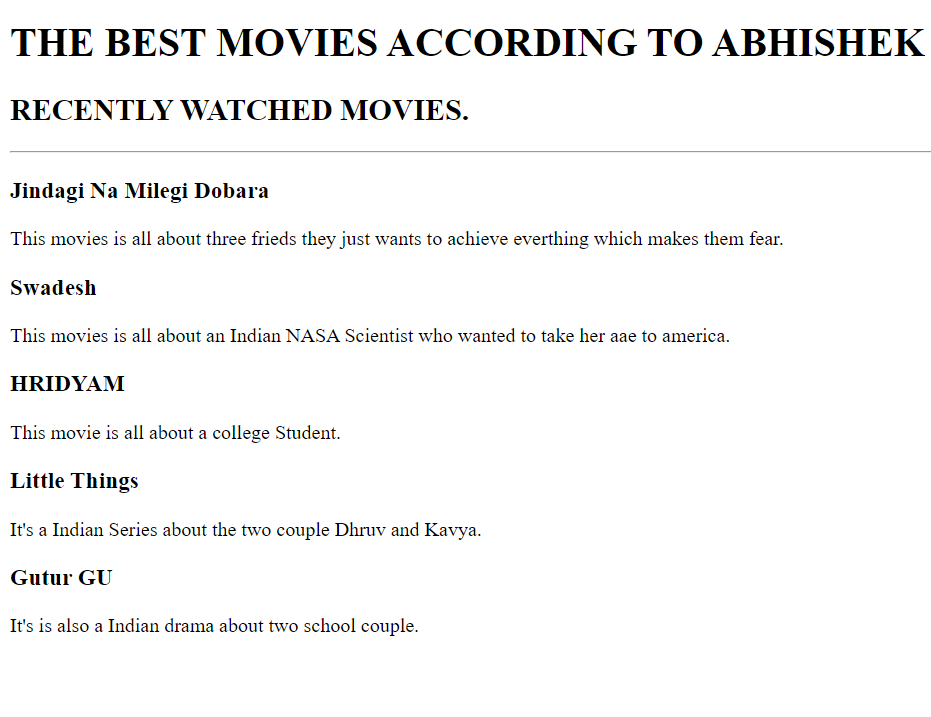 THE BEST MOVIES ACCORDING TO ABHISHEK
RECENTLY WATCHED MOVIES.
Jindagi Na Milegi Dobara
This movies is all about three frieds they just wants to achieve everthing which makes them fear.
Swadesh
This movies is all about an Indian NASA Scientist who wanted to take her aae to america.
HRIDYAM
This movie is all about a college Student.
Little Things
It's a Indian Series about the two couple Dhruv and Kavya.
Gutur GU
It's is also a Indian drama about two school couple.